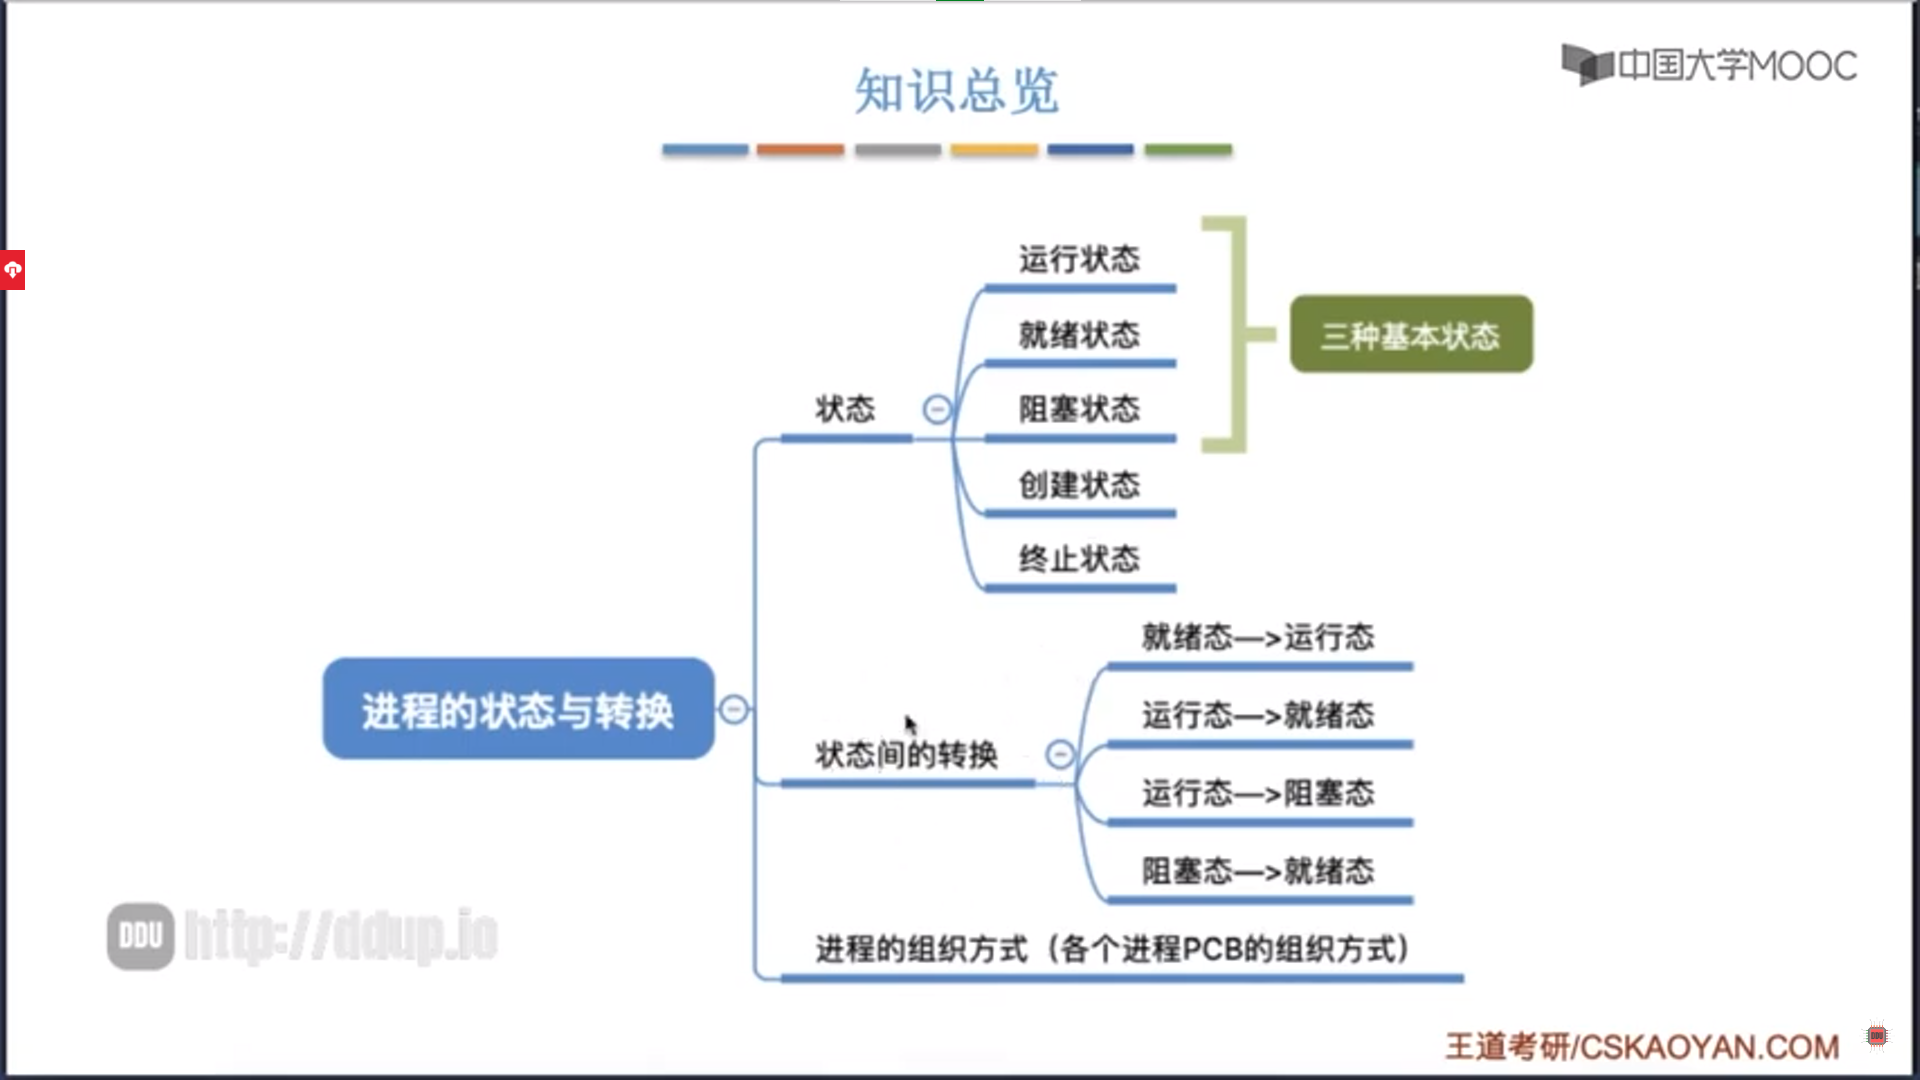 中国大学MOOC
知识总览
运行状态
就绪状态
三种基本状态
阻塞状态
状态
创建状态
终止状态
进程的状态与转换
就绪态—>运行态
运行态—>就绪态
状态间的转换
运行态—>阻塞态
阻塞态—>就绪态
进程的组织方式（各个进程PCB的组织方式）
DDU http://ddup.io
王道考研/CSKAOYAN.COM